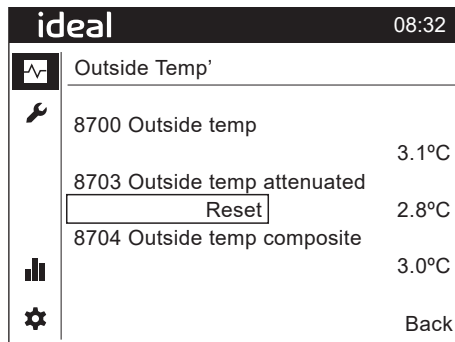 ideal 08:32
Outside Temp'
8700 Outside temp
3.1ºC
8703 Outside temp attenuated
Reset 2.8ºC
8704 Outside temp composite
3.0ºC
Back